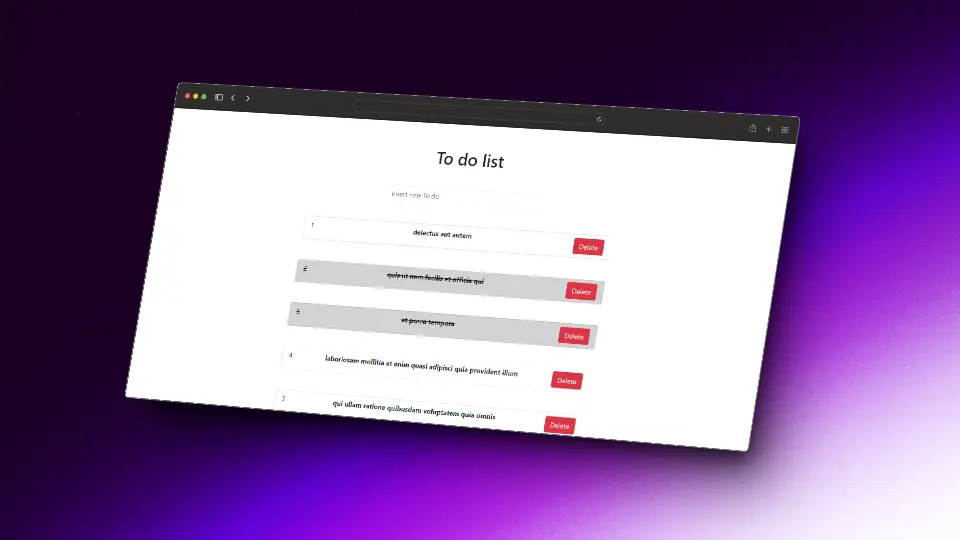 To do list
Insert new To do
1
delectus aut autem
Delete
2
quis ut nam facilis et officia qui
Delete
3
et porro tempora
Delete
4
laboriosam mollitia et enim quasi adipisci quia provident illum
Delete
5
qui ullam ratione quibusdam voluptatem quia omnis
Delete